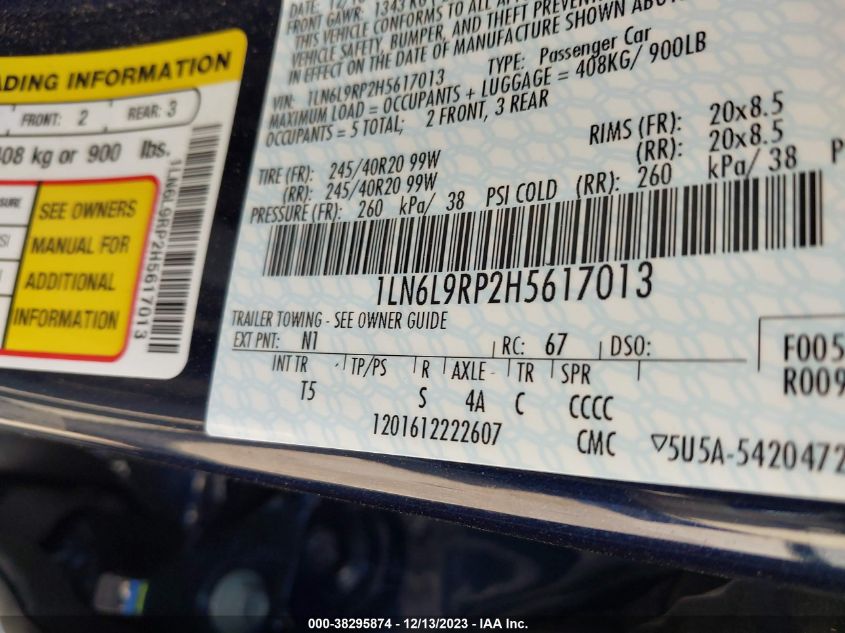 ADING INFORMATION
FRONT: 2 REAR: 3
408 kg or 900 lbs.
SEE OWNERS
MANUAL FOR
ADDITIONAL
INFORMATION
1LN6L9RP2H5617013
DATE: 12/16
FRONT GAWR: 1343 KG
THIS VEHICLE CONFORMS TO ALL
VEHICLE SAFETY, BUMPER, AND THEFT PREVENTION
IN EFFECT ON THE DATE OF MANUFACTURE SHOWN ABOVE
VIN: 1LN6L9RP2H5617013 TYPE: Passenger Car
MAXIMUM LOAD = OCCUPANTS + LUGGAGE = 408KG/ 900LB
OCCUPANTS = 5 TOTAL; 2 FRONT, 3 REAR
TIRE (FR): 245/40R20 99W RIMS (FR): 20x8.5
(RR): 245/40R20 99W (RR): 20x8.5
PRESSURE (FR): 260 kPa/ 38 PSI COLD (RR): 260 kPa/ 38 P
1LN6L9RP2H5617013
TRAILER TOWING - SEE OWNER GUIDE
EXT PNT: N1 RC: 67 DSO:
INT TR TP/PS R AXLE TR SPR
T5 S 4A C CCCC
1201612222607 CMC
F005
R009
5U5A-5420472
000-38295874 / 12/13/2023 - IAA Inc.